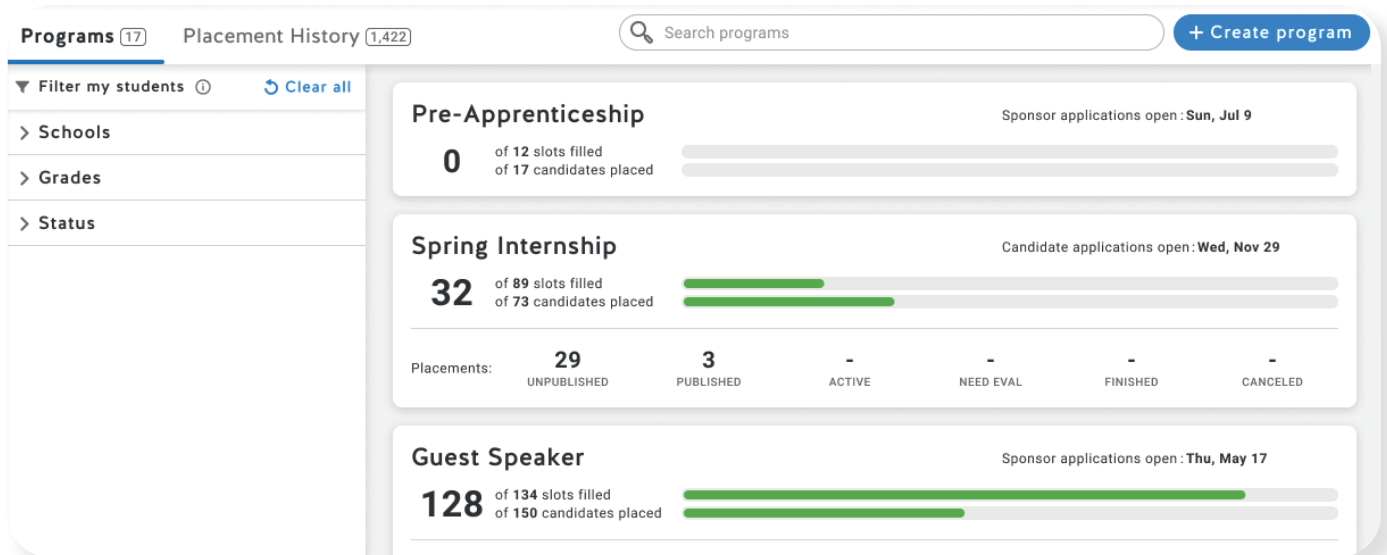 Programs 17 Placement History 1,422 Search programs + Create program
Filter my students Clear all
Schools
Grades
Status
Pre-Apprenticeship Sponsor applications open: Sun, Jul 9
0 of 12 slots filled
of 17 candidates placed
Spring Internship Candidate applications open: Wed, Nov 29
32 of 89 slots filled
of 73 candidates placed
Placements: 29 3 - - - -
UNPUBLISHED PUBLISHED ACTIVE NEED EVAL FINISHED CANCELED
Guest Speaker Sponsor applications open: Thu, May 17
128 of 134 slots filled
of 150 candidates placed